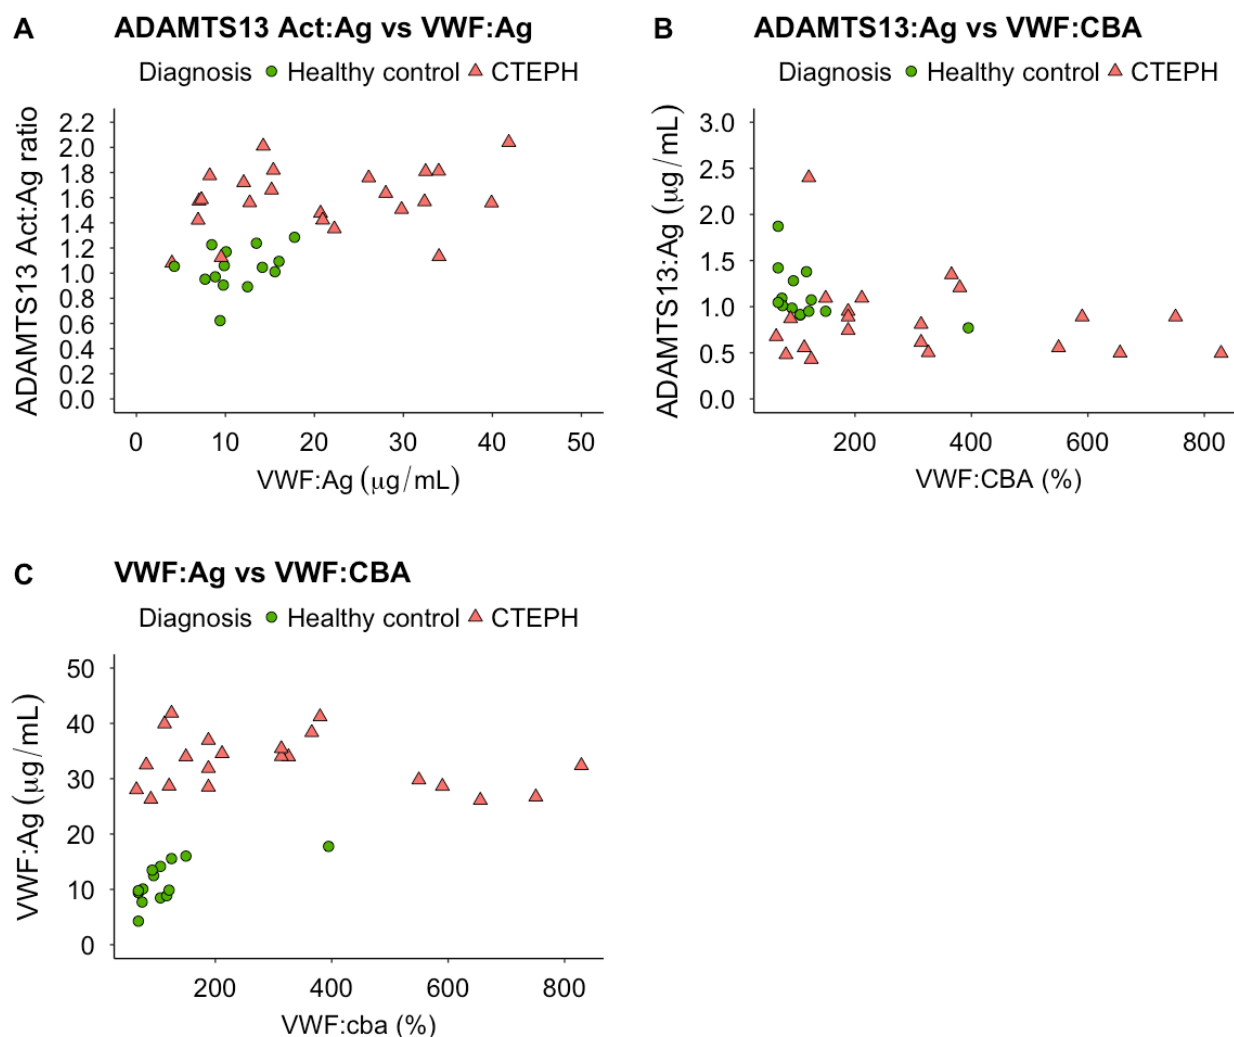 A ADAMTS13 Act:Ag vs VWF:Ag
Diagnosis Healthy control CTEPH
ADAMTS13 Act:Ag ratio
2.2
2.0
1.8
1.6
1.4
1.2
1.0
0.8
0.6
0.4
0.2
0.0
0 10 20 30 40 50
VWF:Ag (μg/mL)
B ADAMTS13:Ag vs VWF:CBA
Diagnosis Healthy control CTEPH
ADAMTS13:Ag (μg/mL)
3.0
2.5
2.0
1.5
1.0
0.5
0.0
200 400 600 800
VWF:CBA (%)
C VWF:Ag vs VWF:CBA
Diagnosis Healthy control CTEPH
VWF:Ag (μg/mL)
50
40
30
20
10
0
200 400 600 800
VWF:cba (%)